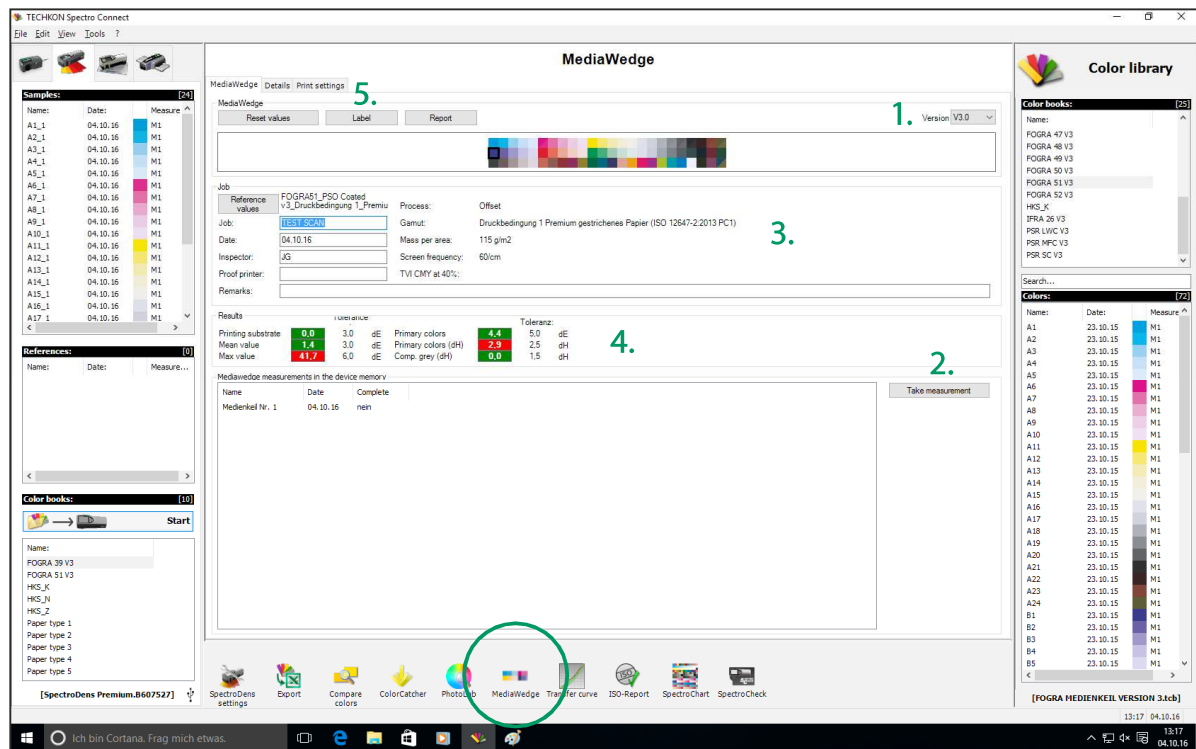 TECHKON Spectro Connect
File Edit View Tools ?
MediaWedge
Color library
Samples: [24]
Name: Date: Measure
A1_1 04.10.16 M1
A2_1 04.10.16 M1
A3_1 04.10.16 M1
A4_1 04.10.16 M1
A5_1 04.10.16 M1
A6_1 04.10.16 M1
A7_1 04.10.16 M1
A8_1 04.10.16 M1
A9_1 04.10.16 M1
A10_1 04.10.16 M1
A11_1 04.10.16 M1
A12_1 04.10.16 M1
A13_1 04.10.16 M1
A14_1 04.10.16 M1
A15_1 04.10.16 M1
A16_1 04.10.16 M1
A17_1 04.10.16 M1
References: [0]
Name: Date: Measure...
Color books: [10]
Start
Name:
FOGRA 39 V3
FOGRA 51 V3
HKS_K
HKS_N
HKS_Z
Paper type 1
Paper type 2
Paper type 3
Paper type 4
Paper type 5
[SpectroDens Premium.B607527]
MediaWedge Details Print settings
5.
MediaWedge
Reset values Label Report
1. Version V3.0
Job
Reference values
FOGRA51_PSO Coated
v3_Druckbedingung 1_Premiu
Process: Offset
Job: TEST SCAN
Gamut: Druckbedingung 1 Premium gestrichenes Papier (ISO 12647-2:2013 PC1)
3.
Date: 04.10.16
Mass per area: 115 g/m2
Inspector: JG
Screen frequency: 60/cm
Proof printer:
TVI CMY at 40%:
Remarks:
Results
Tolerance: Toleranz:
Printing substrate 0,0 3,0 dE Primary colors 4,4 5,0 dE
Mean value 1,4 3,0 dE Primary colors (dH) 2,9 2,5 dH
Max value 41,7 6,0 dE Comp. grey (dH) 0,0 1,5 dH
4.
Mediawedge measurements in the device memory
2.
Name Date Complete
Take measurement
Medienkeil Nr. 1 04.10.16 nein
SpectroDens settings
Export
Compare colors
ColorCatcher
PhotoLab
MediaWedge
Transfer curve
ISO-Report
SpectroChart
SpectroCheck
Color books: [25]
Name:
FOGRA 47 V3
FOGRA 48 V3
FOGRA 49 V3
FOGRA 50 V3
FOGRA 51 V3
FOGRA 52 V3
HKS_K
IFRA 26 V3
PSR LWC V3
PSR MFC V3
PSR SC V3
Search...
Colors: [72]
Name: Date: Measure
A1 23.10.15 M1
A2 23.10.15 M1
A3 23.10.15 M1
A4 23.10.15 M1
A5 23.10.15 M1
A6 23.10.15 M1
A7 23.10.15 M1
A8 23.10.15 M1
A9 23.10.15 M1
A10 23.10.15 M1
A11 23.10.15 M1
A12 23.10.15 M1
A13 23.10.15 M1
A14 23.10.15 M1
A15 23.10.15 M1
A16 23.10.15 M1
A17 23.10.15 M1
A18 23.10.15 M1
A19 23.10.15 M1
A20 23.10.15 M1
A21 23.10.15 M1
A22 23.10.15 M1
A23 23.10.15 M1
A24 23.10.15 M1
B1 23.10.15 M1
B2 23.10.15 M1
B3 23.10.15 M1
B4 23.10.15 M1
B5 23.10.15 M1
[FOGRA MEDIENKEIL VERSION 3.tcb]
13:17 04.10.16
Ich bin Cortana. Frag mich etwas.
13:17
04.10.16